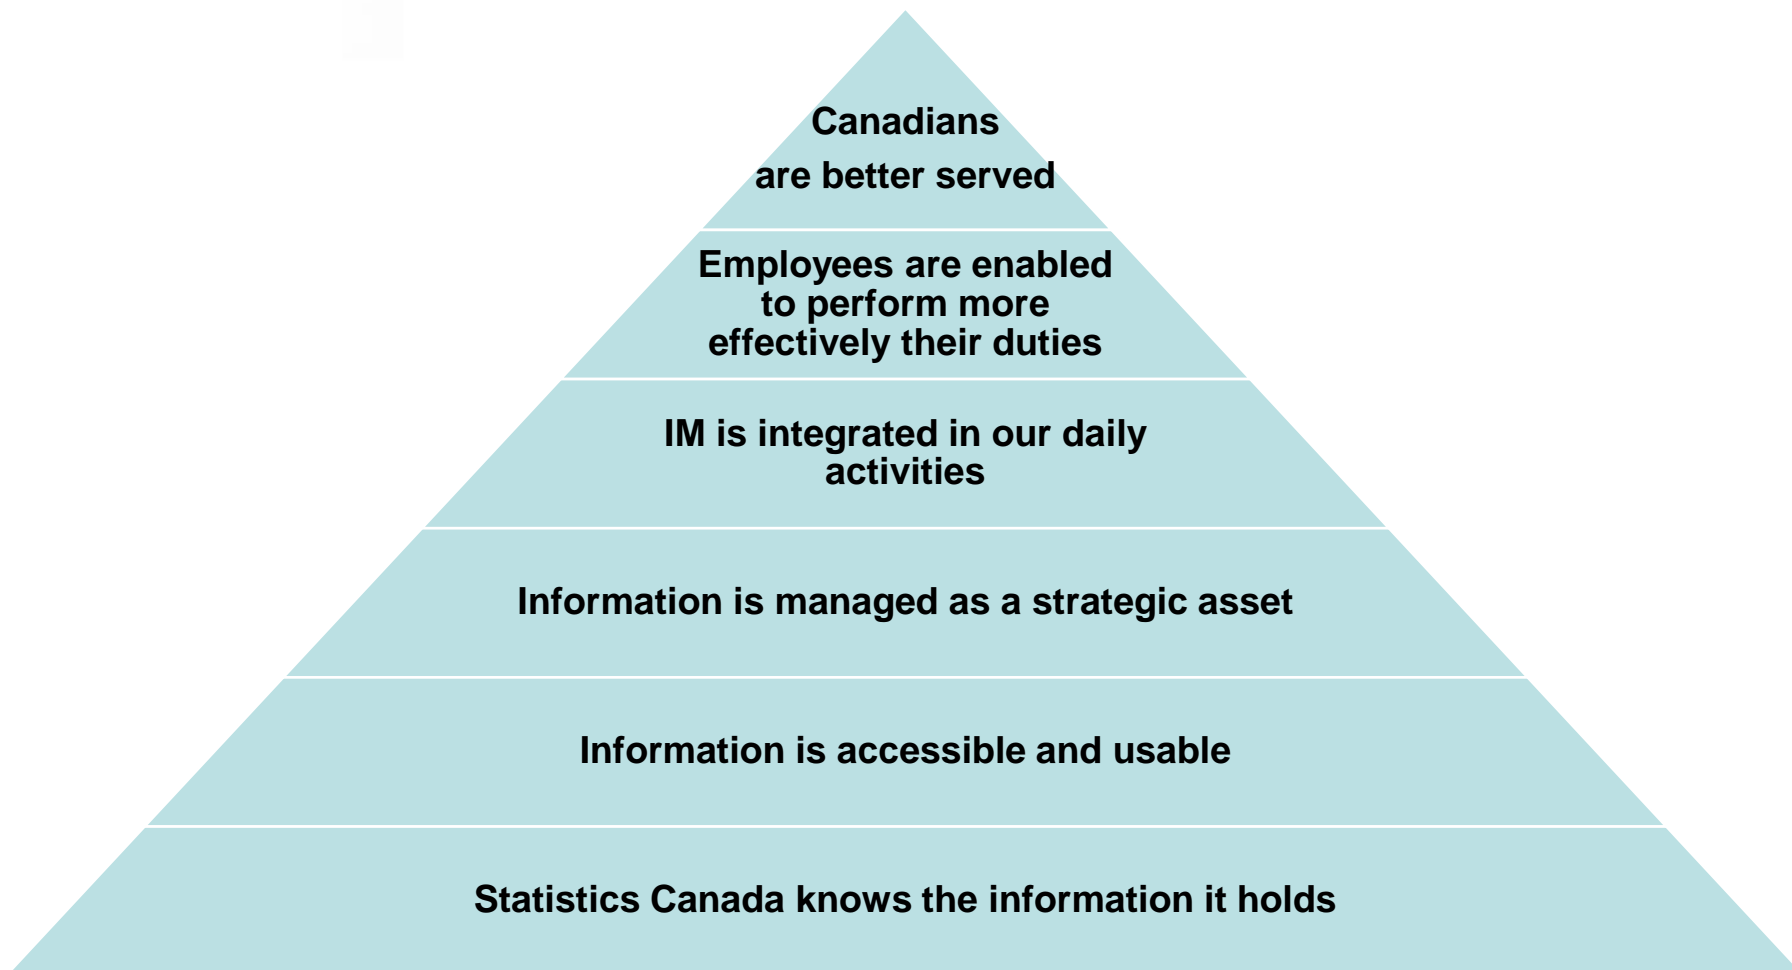 Canadians
are better served
Employees are enabled
to perform more
effectively their duties
IM is integrated in our daily
activities
Information is managed as a strategic asset
Information is accessible and usable
Statistics Canada knows the information it holds